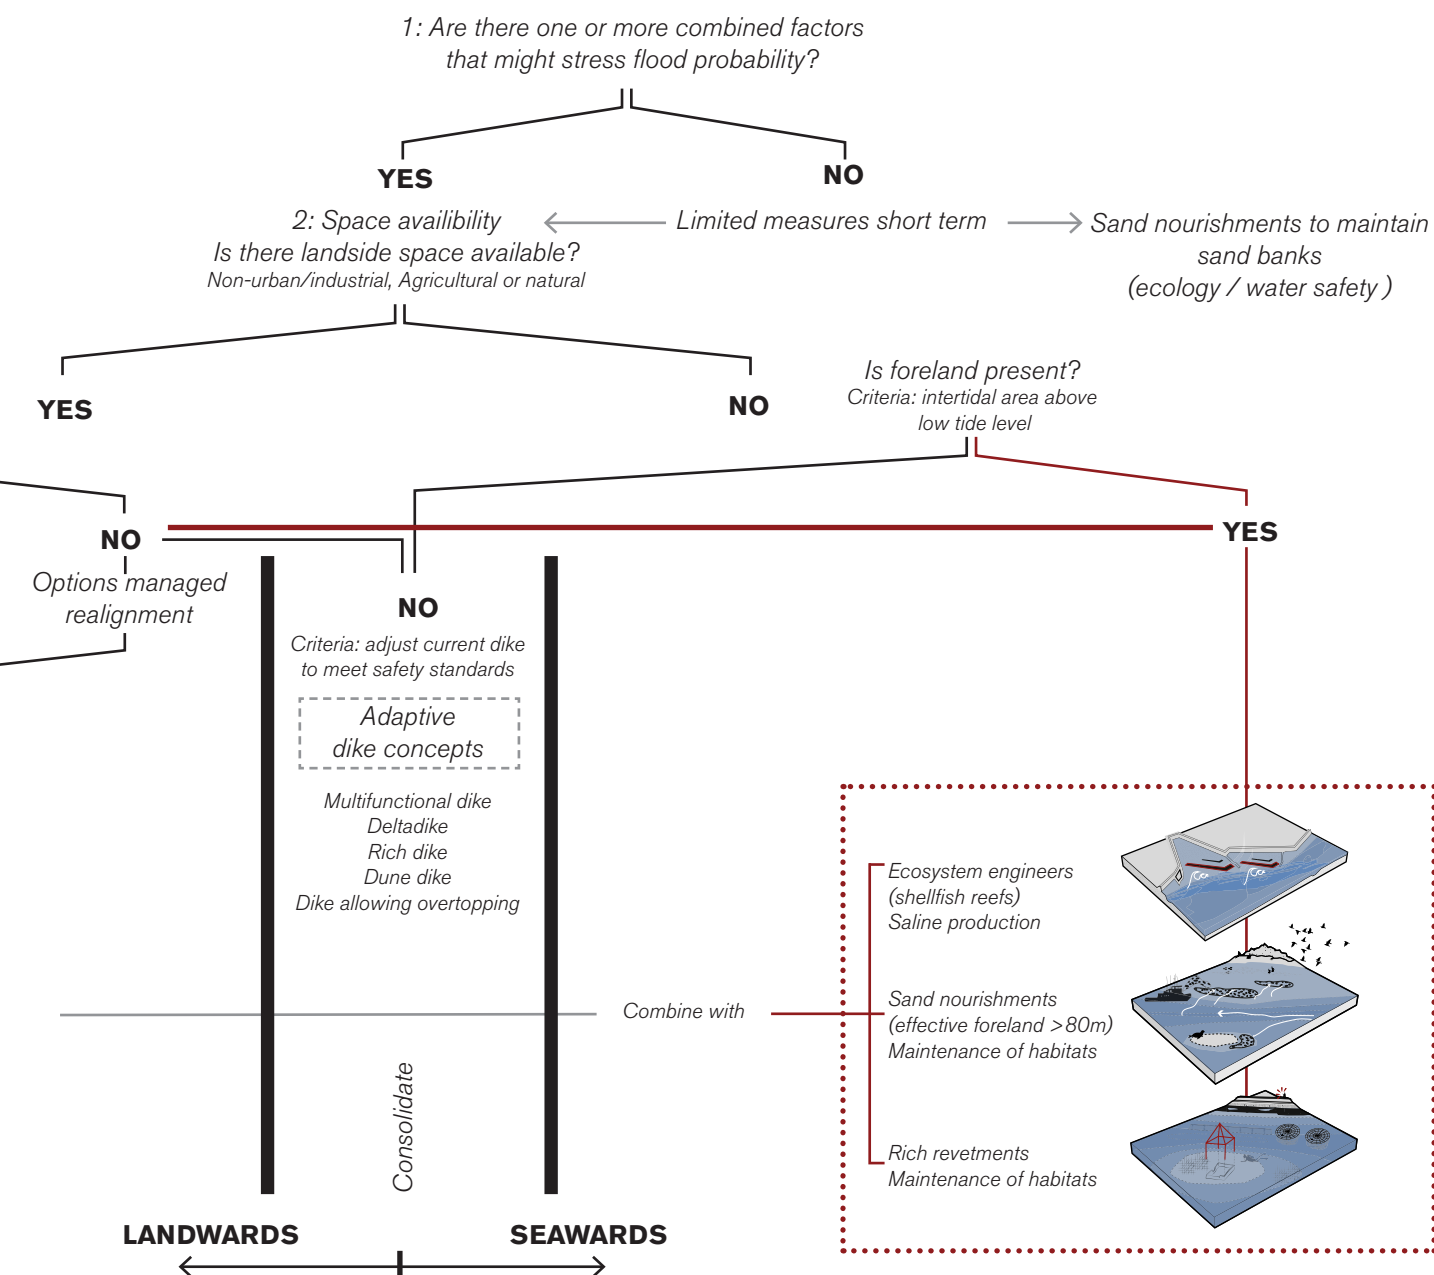 1: Are there one or more combined factors
that might stress flood probability?
YES
NO
2: Space availibility
Is there landside space available?
Non-urban/industrial, Agricultural or natural
Limited measures short term
Sand nourishments to maintain
sand banks
(ecology / water safety )
YES
NO
Is foreland present?
Criteria: intertidal area above
low tide level
NO
Options managed
realignment
YES
NO
Criteria: adjust current dike
to meet safety standards
Adaptive
dike concepts
Multifunctional dike
Deltadike
Rich dike
Dune dike
Dike allowing overtopping
Ecosystem engineers
(shellfish reefs)
Saline production
Combine with
Sand nourishments
(effective foreland >80m)
Maintenance of habitats
Rich revetments
Maintenance of habitats
Consolidate
LANDWARDS
SEAWARDS